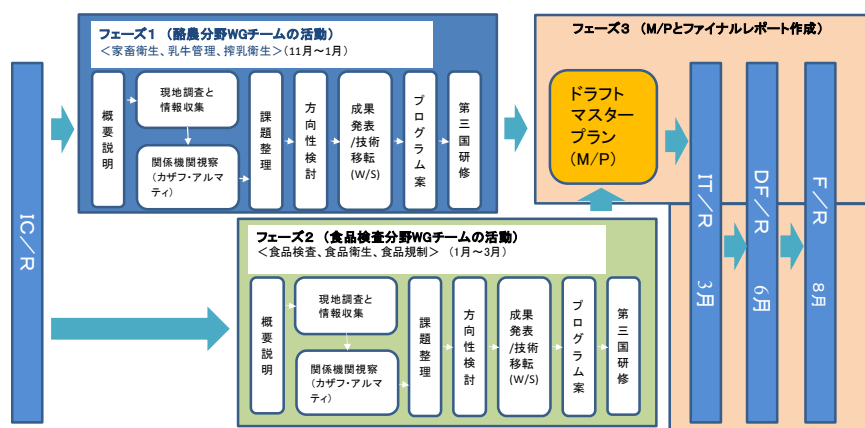 フェーズ1 (酪農分野WGチームの活動)
<家畜衛生、乳牛管理、搾乳衛生>(11月～1月)
概要説明
現地調査と
情報収集
関係機関視察
(カザフ・アルマ
ティ)
課題整理
方向性検討
成果
発表
/技術
移転
(W/S)
プログラム案
第三国研修
IC/R
フェーズ2 (食品検査分野WGチームの活動)
<食品検査、食品衛生、食品規制> (1月～3月)
概要説明
現地調査と
情報収集
関係機関視察
(カザフ・アルマ
ティ)
課題整理
方向性検討
成果
発表
/技術
移転
(W/S)
プログラム案
第三国研修
フェーズ3 (M/Pとファイナルレポート作成)
ドラフト
マスター
プラン
(M/P)
IT/R 3月
DF/R 6月
F/R 8月